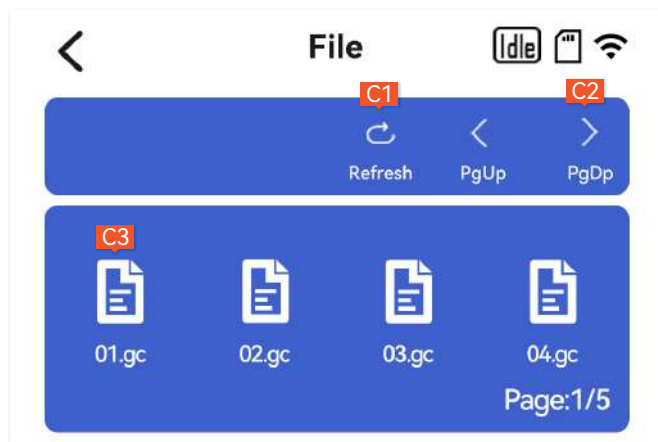 File Idle
C1 C2
Refresh PgUp PgDp
C3
01.gc 02.gc 03.gc 04.gc
Page:1/5